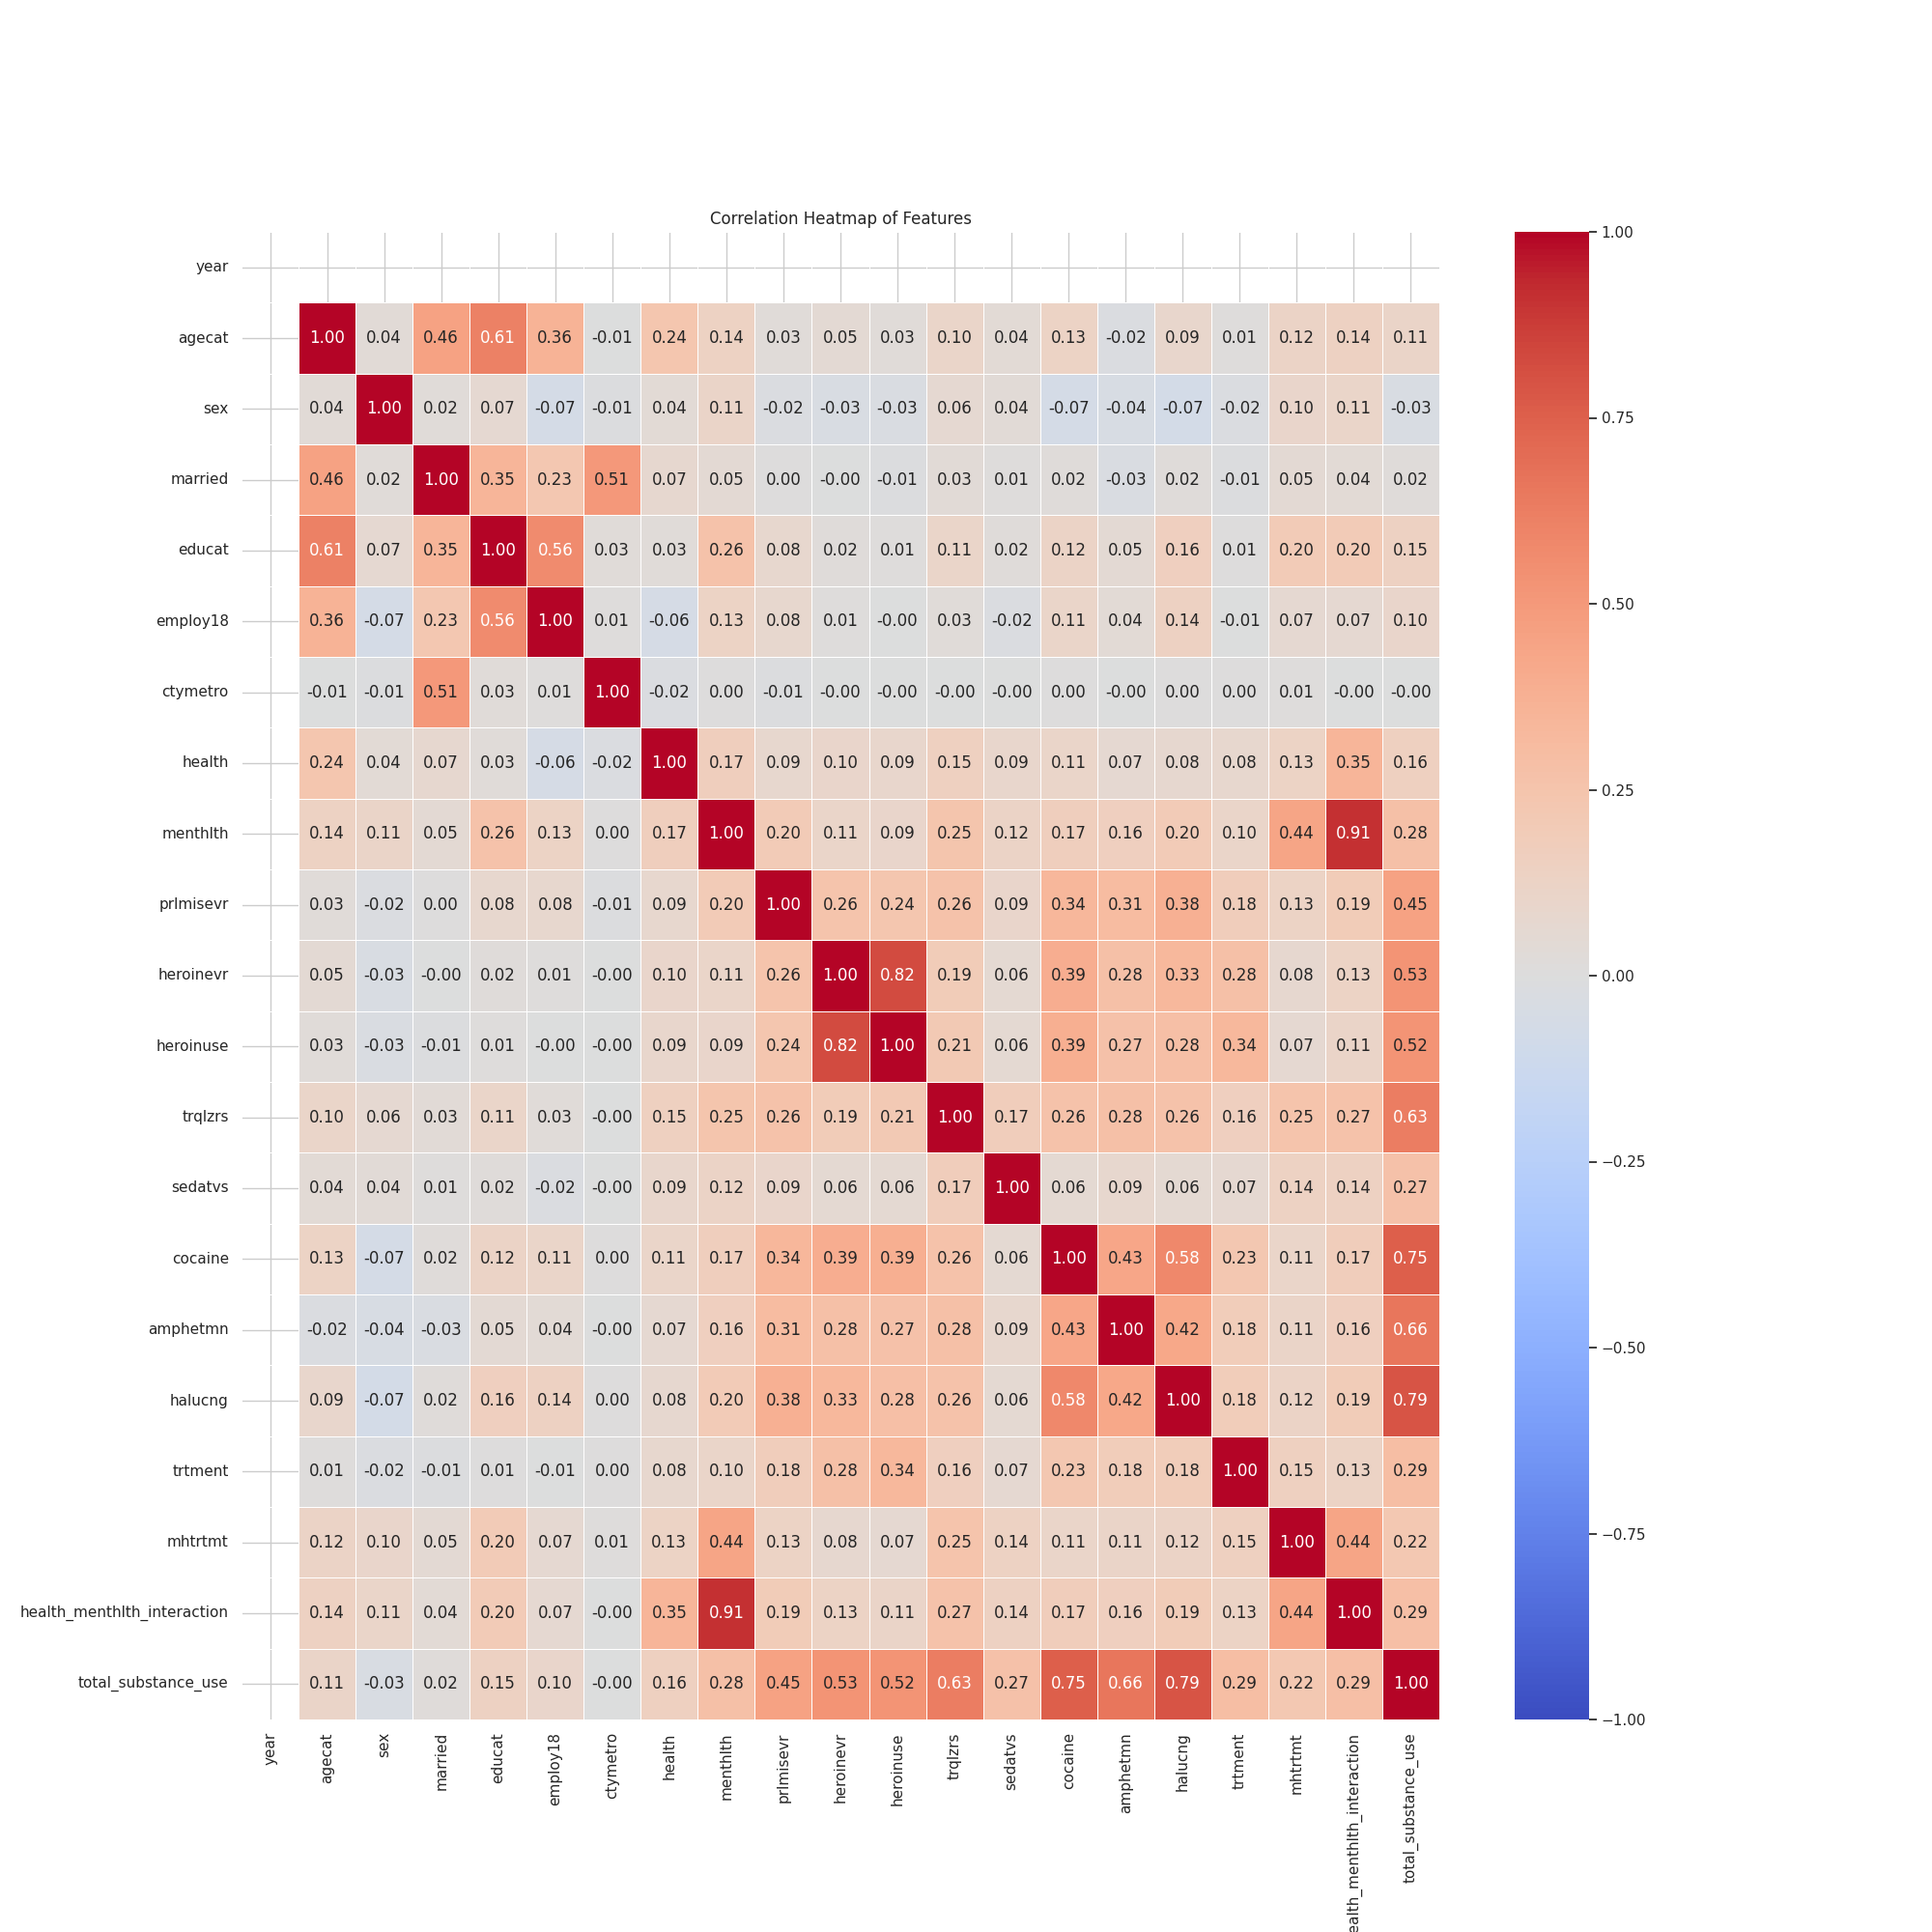 Correlation Heatmap of Features
year
agecat 1.00 0.04 0.46 0.61 0.36 -0.01 0.24 0.14 0.03 0.05 0.03 0.10 0.04 0.13 -0.02 0.09 0.01 0.12 0.14 0.11
sex 0.04 1.00 0.02 0.07 -0.07 -0.01 0.04 0.11 -0.02 -0.03 -0.03 0.06 0.04 -0.07 -0.04 -0.07 -0.02 0.10 0.11 -0.03
married 0.46 0.02 1.00 0.35 0.23 0.51 0.07 0.05 0.00 -0.00 -0.01 0.03 0.01 0.02 -0.03 0.02 -0.01 0.05 0.04 0.02
educat 0.61 0.07 0.35 1.00 0.56 0.03 0.03 0.26 0.08 0.02 0.01 0.11 0.02 0.12 0.05 0.16 0.01 0.20 0.20 0.15
employ18 0.36 -0.07 0.23 0.56 1.00 0.01 -0.06 0.13 0.08 0.01 -0.00 0.03 -0.02 0.11 0.04 0.14 -0.01 0.07 0.07 0.10
ctymetro -0.01 -0.01 0.51 0.03 0.01 1.00 -0.02 0.00 -0.01 -0.00 -0.00 -0.00 -0.00 0.00 -0.00 0.00 0.00 0.01 -0.00 -0.00
health 0.24 0.04 0.07 0.03 -0.06 -0.02 1.00 0.17 0.09 0.10 0.09 0.15 0.09 0.11 0.07 0.08 0.08 0.13 0.35 0.16
menthlth 0.14 0.11 0.05 0.26 0.13 0.00 0.17 1.00 0.20 0.11 0.09 0.25 0.12 0.17 0.16 0.20 0.10 0.44 0.91 0.28
prlmisevr 0.03 -0.02 0.00 0.08 0.08 -0.01 0.09 0.20 1.00 0.26 0.24 0.26 0.09 0.34 0.31 0.38 0.18 0.13 0.19 0.45
heroinevr 0.05 -0.03 -0.00 0.02 0.01 -0.00 0.10 0.11 0.26 1.00 0.82 0.19 0.06 0.39 0.28 0.33 0.28 0.08 0.13 0.53
heroinuse 0.03 -0.03 -0.01 0.01 -0.00 -0.00 0.09 0.09 0.24 0.82 1.00 0.21 0.06 0.39 0.27 0.28 0.34 0.07 0.11 0.52
trqlzrs 0.10 0.06 0.03 0.11 0.03 -0.00 0.15 0.25 0.26 0.19 0.21 1.00 0.17 0.26 0.28 0.26 0.16 0.25 0.27 0.63
sedatvs 0.04 0.04 0.01 0.02 -0.02 -0.00 0.09 0.12 0.09 0.06 0.06 0.17 1.00 0.06 0.09 0.06 0.07 0.14 0.14 0.27
cocaine 0.13 -0.07 0.02 0.12 0.11 0.00 0.11 0.17 0.34 0.39 0.39 0.26 0.06 1.00 0.43 0.58 0.23 0.11 0.17 0.75
amphetmn -0.02 -0.04 -0.03 0.05 0.04 -0.00 0.07 0.16 0.31 0.28 0.27 0.28 0.09 0.43 1.00 0.42 0.18 0.11 0.16 0.66
halucng 0.09 -0.07 0.02 0.16 0.14 0.00 0.08 0.20 0.38 0.33 0.28 0.26 0.06 0.58 0.42 1.00 0.18 0.12 0.19 0.79
trtment 0.01 -0.02 -0.01 0.01 -0.01 0.00 0.08 0.10 0.18 0.28 0.34 0.16 0.07 0.23 0.18 0.18 1.00 0.15 0.13 0.29
mhtrtmt 0.12 0.10 0.05 0.20 0.07 0.01 0.13 0.44 0.13 0.08 0.07 0.25 0.14 0.11 0.11 0.12 0.15 1.00 0.44 0.22
health_menthlth_interaction 0.14 0.11 0.04 0.20 0.07 -0.00 0.35 0.91 0.19 0.13 0.11 0.27 0.14 0.17 0.16 0.19 0.13 0.44 1.00 0.29
total_substance_use 0.11 -0.03 0.02 0.15 0.10 -0.00 0.16 0.28 0.45 0.53 0.52 0.63 0.27 0.75 0.66 0.79 0.29 0.22 0.29 1.00
year
agecat
sex
married
educat
employ18
ctymetro
health
menthlth
prlmisevr
heroinevr
heroinuse
trqlzrs
sedatvs
cocaine
amphetmn
halucng
trtment
mhtrtmt
ealth_menthlth_interaction
total_substance_use
1.00
0.75
0.50
0.25
0.00
−0.25
−0.50
−0.75
−1.00